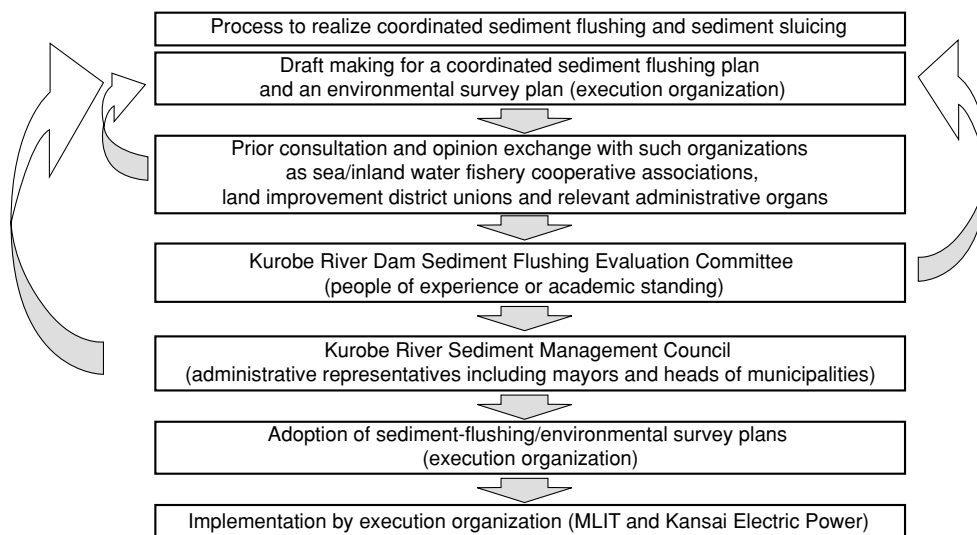 Process to realize coordinated sediment flushing and sediment sluicing
Draft making for a coordinated sediment flushing plan
and an environmental survey plan (execution organization)
Prior consultation and opinion exchange with such organizations
as sea/inland water fishery cooperative associations,
land improvement district unions and relevant administrative organs
Kurobe River Dam Sediment Flushing Evaluation Committee
(people of experience or academic standing)
Kurobe River Sediment Management Council
(administrative representatives including mayors and heads of municipalities)
Adoption of sediment-flushing/environmental survey plans
(execution organization)
Implementation by execution organization (MLIT and Kansai Electric Power)